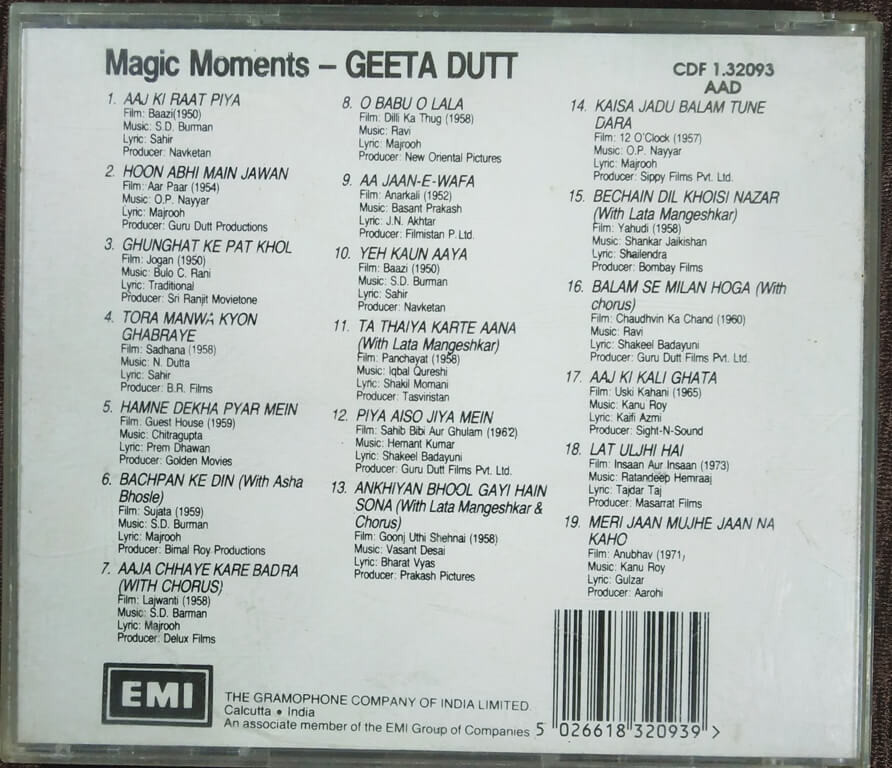 Magic Moments – GEETA DUTT
CDF 1.32093
AAD
1. AAJ KI RAAT PIYA
Film: Baazi(1950)
Music: S.D. Burman
Lyric: Sahir
Producer: Navketan
2. HOON ABHI MAIN JAWAN
Film: Aar Paar (1954)
Music: O.P. Nayyar
Lyric: Majrooh
Producer: Guru Dutt Productions
3. GHUNGHAT KE PAT KHOL
Film: Jogan (1950)
Music: Bulo C. Rani
Lyric: Traditional
Producer: Sri Ranjit Movietone
4. TORA MANWA KYON
GHABRAYE
Film: Sadhana (1958)
Music: N. Dutta
Lyric: Sahir
Producer: B.R. Films
5. HAMNE DEKHA PYAR MEIN
Film: Guest House (1959)
Music: Chitragupta
Lyric: Prem Dhawan
Producer: Golden Movies
6. BACHPAN KE DIN (With Asha
Bhosle)
Film: Sujata (1959)
Music: S.D. Burman
Lyric: Majrooh
Producer: Bimal Roy Productions
7. AAJA CHHAYE KARE BADRA
(WITH CHORUS)
Film: Lajwanti (1958)
Music: S.D. Barman
Lyric: Majrooh
Producer: Delux Films
8. O BABU O LALA
Film: Dilli Ka Thug (1958)
Music: Ravi
Lyric: Majrooh
Producer: New Oriental Pictures
9. AA JAAN-E-WAFA
Film: Anarkali (1952)
Music: Basant Prakash
Lyric: J.N. Akhtar
Producer: Filmistan P.Ltd.
10. YEH KAUN AAYA
Film: Baazi (1950)
Music: S.D. Burman
Lyric: Sahir
Producer: Navketan
11. TA THAIYA KARTE AANA
(With Lata Mangeshkar)
Film: Panchayat (1958)
Music: Iqbal Qureshi
Lyric: Shakil Momani
Producer: Tasviristan
12. PIYA AISO JIYA MEIN
Film: Sahib Bibi Aur Ghulam (1962)
Music: Hemant Kumar
Lyric: Shakeel Badayuni
Producer: Guru Dutt Films Pvt. Ltd.
13. ANKHIYAN BHOOL GAYI HAIN
SONA (With Lata Mangeshkar &
Chorus)
Film: Goonj Uthi Shehnai (1958)
Music: Vasant Desai
Lyric: Bharat Vyas
Producer: Prakash Pictures
14. KAISA JADU BALAM TUNE
DARA
Film: 12 O'Clock (1957)
Music: O.P. Nayyar
Lyric: Majrooh
Producer: Sippy Films Pvt. Ltd.
15. BECHAIN DIL KHOISI NAZAR
(With Lata Mangeshkar)
Film: Yahudi (1958)
Music: Shankar Jaikishan
Lyric: Shailendra
Producer: Bombay Films
16. BALAM SE MILAN HOGA (With
chorus)
Film: Chaudhvin Ka Chand (1960)
Music: Ravi
Lyric: Shakeel Badayuni
Producer: Guru Dutt Films Pvt. Ltd.
17. AAJ KI KALI GHATA
Film: Uski Kahani (1965)
Music: Kanu Roy
Lyric: Kaifi Azmi
Producer: Sight-N-Sound
18. LAT ULJHI HAI
Film: Insaan Aur Insaan (1973)
Music: Ratandeep Hemraaj
Lyric: Tajdar Taj
Producer: Masarrat Films
19. MERI JAAN MUJHE JAAN NA
KAHO
Film: Anubhav (1971)
Music: Kanu Roy
Lyric: Gulzar
Producer: Aarohi
EMI
THE GRAMOPHONE COMPANY OF INDIA LIMITED.
Calcutta • India
An associate member of the EMI Group of Companies
5 026618 320939 >